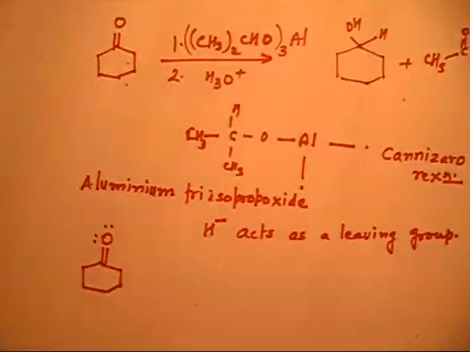 O
1. ((CH3)2CHO)3Al
2. H3O+
OH
H
+ CH3 C O
H
CH3 — C — O — Al —
CH3
Cannizaro
rexn.
Aluminium triisopropoxide
H− acts as a leaving group.
:O: